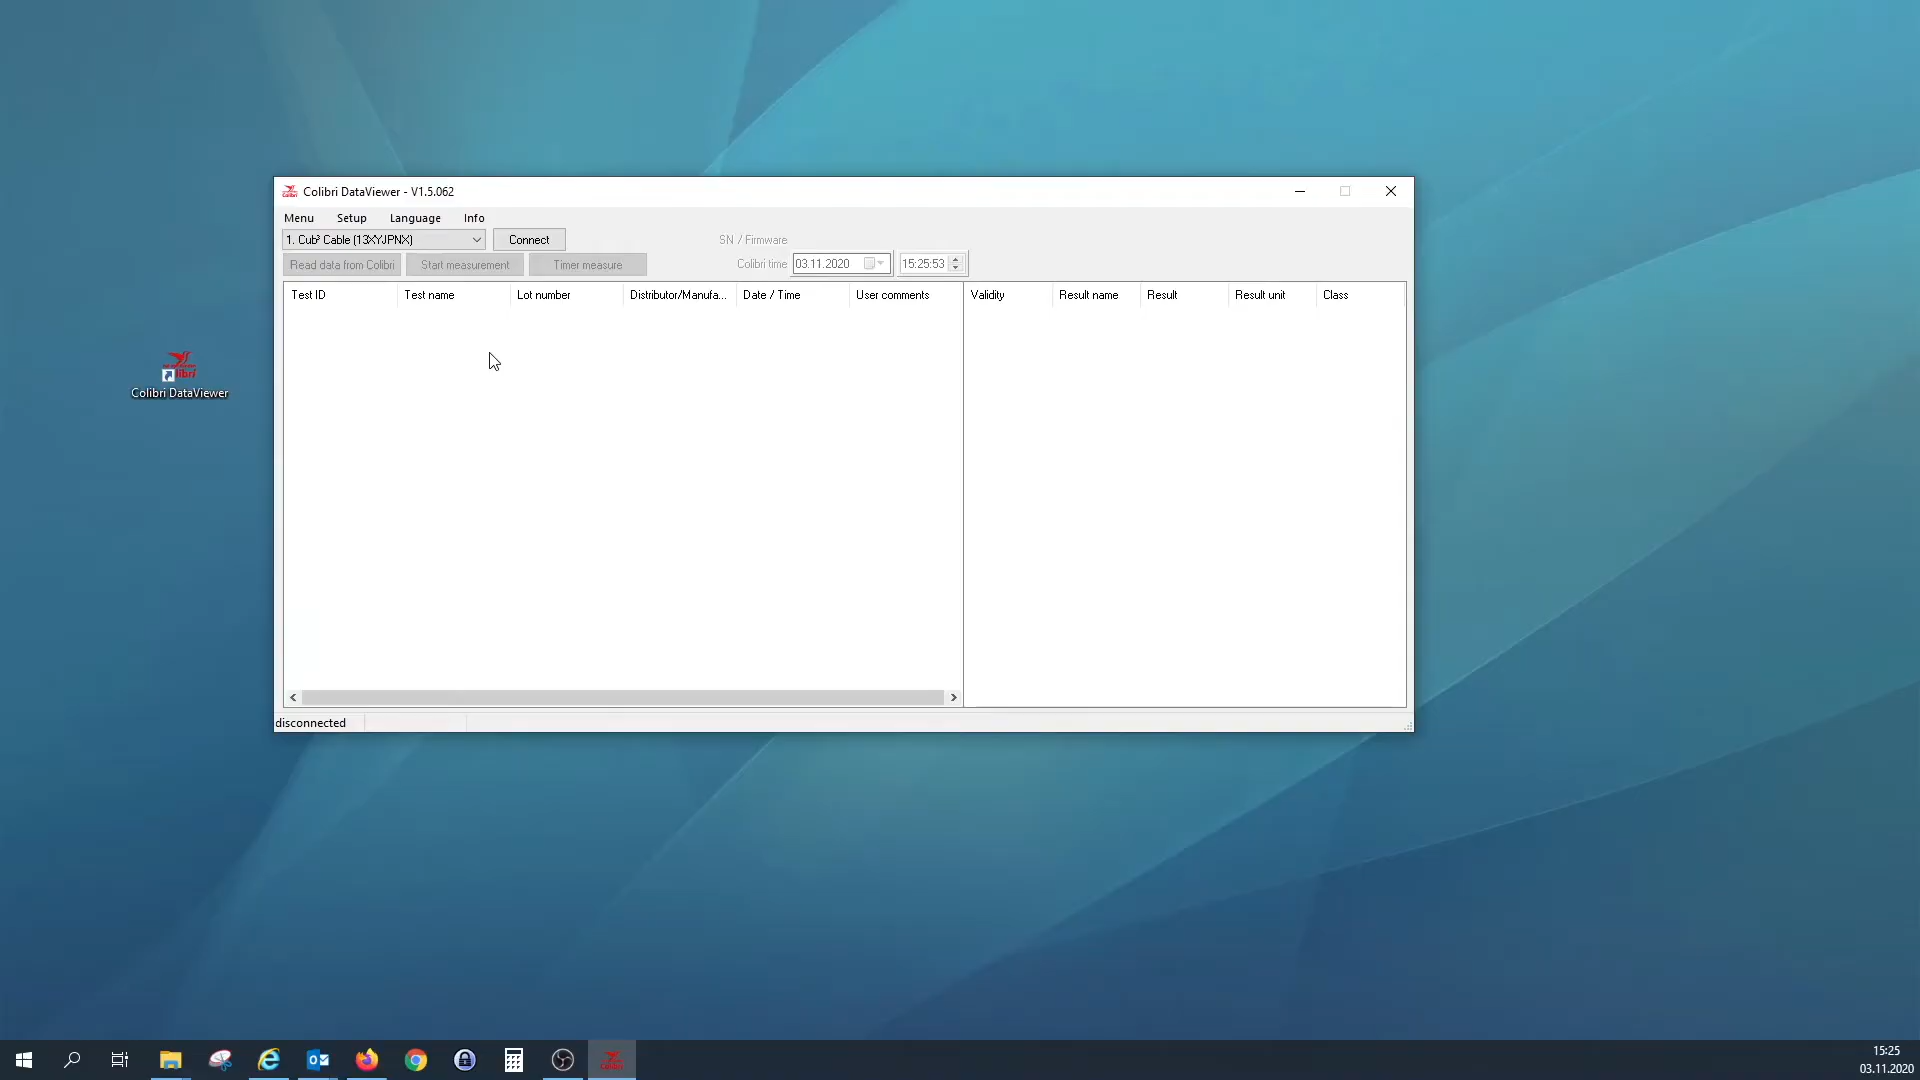 Colibri DataViewer - V1.5.062
Menu Setup Language Info
1. Cub³ Cable (13XYJPNX) Connect SN / Firmware
Read data from Colibri Start measurement Timer measure Colibri time 03.11.2020 15:25:53
Test ID Test name Lot number Distributor/Manufa... Date / Time User comments Validity Result name Result Result unit Class
Colibri DataViewer
disconnected
15:25
03.11.2020